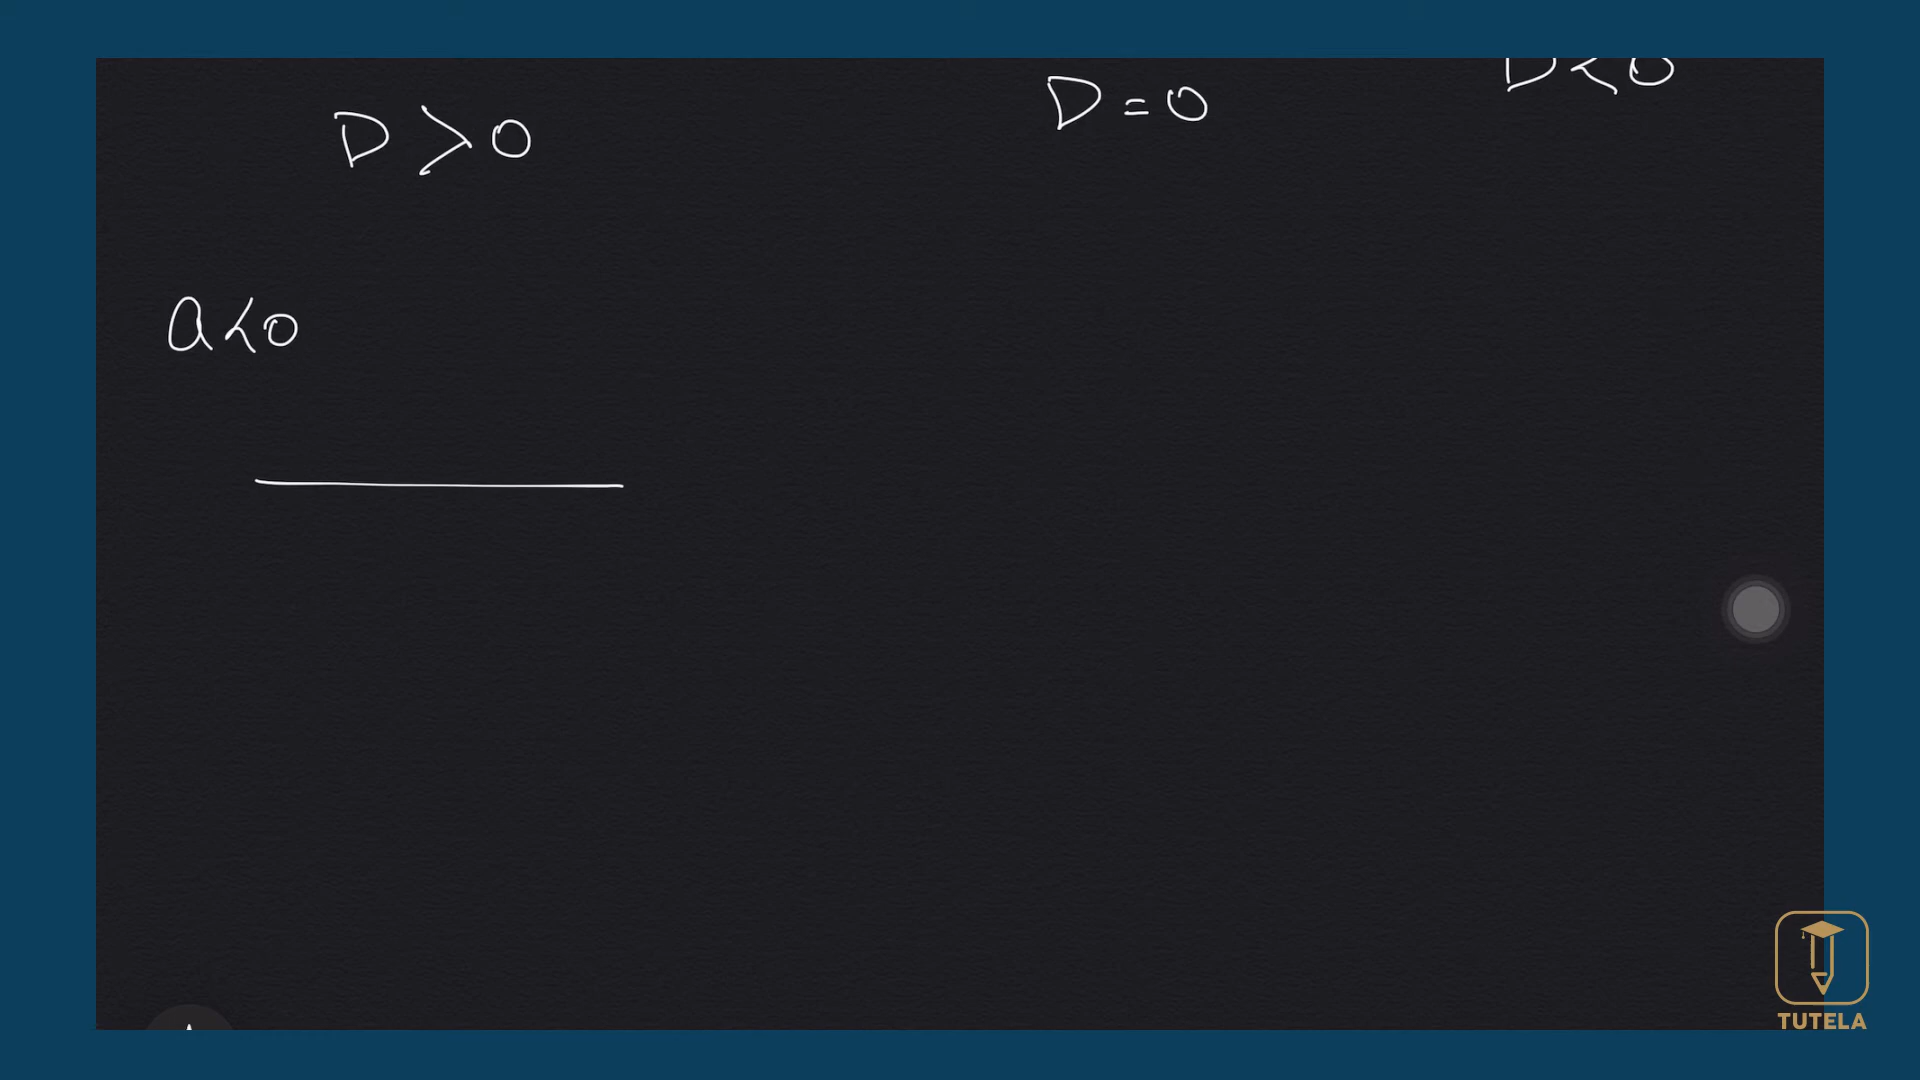 D > 0
D = 0
D < 0
a < 0
TUTELA